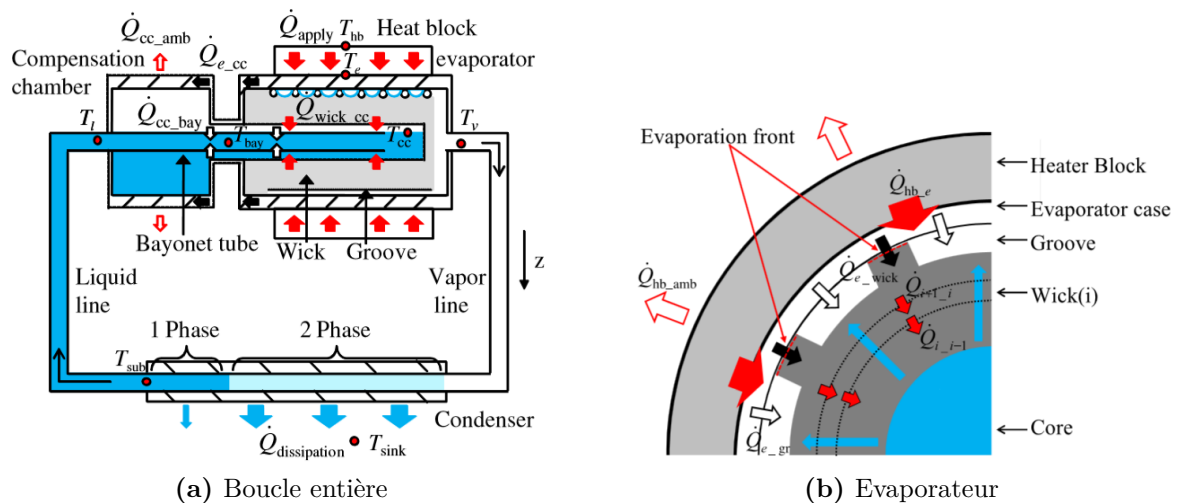 Q̇cc_amb
Q̇apply Thb Heat block
Compensation chamber
Q̇e_cc
Te
evaporator
Tl
Q̇cc_bay
Q̇wick_cc
Tbay
Tcc
Tv
Bayonet tube
Wick
Groove
z
Liquid line
Vapor line
1 Phase
2 Phase
Tsub
Condenser
Q̇dissipation
Tsink
(a) Boucle entière
Evaporation front
Heater Block
Q̇hb_e
Evaporator case
Groove
Q̇hb_amb
Q̇e_wick
Q̇i+1_i
Wick(i)
Q̇i_i-1
Q̇e_gr
Core
(b) Evaporateur